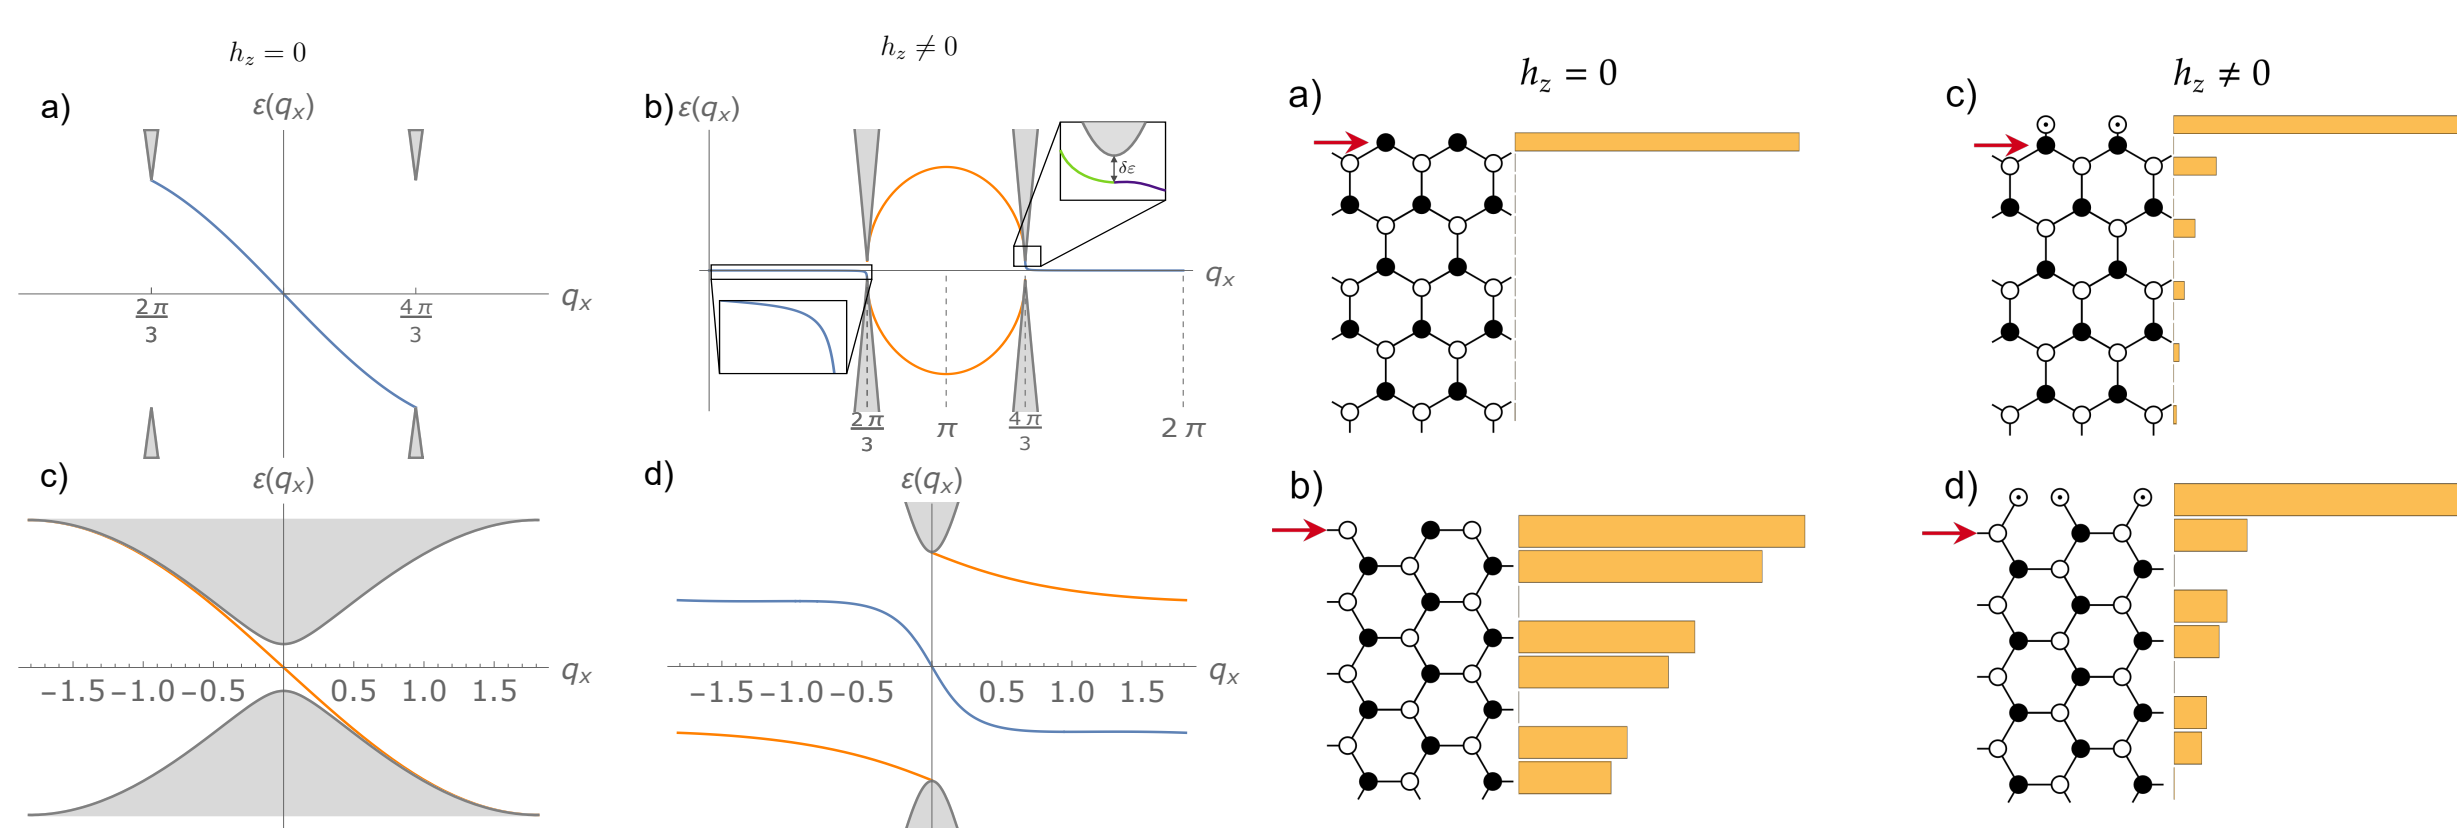 h_z = 0
a)
ε(q_x)
2π/3
4π/3
q_x
h_z ≠ 0
b)
ε(q_x)
δε
q_x
2π/3
π
4π/3
2π
c)
ε(q_x)
q_x
−1.5 −1.0 −0.5 0.5 1.0 1.5
d)
ε(q_x)
q_x
−1.5 −1.0 −0.5 0.5 1.0 1.5
h_z = 0
a)
b)
h_z ≠ 0
c)
d)